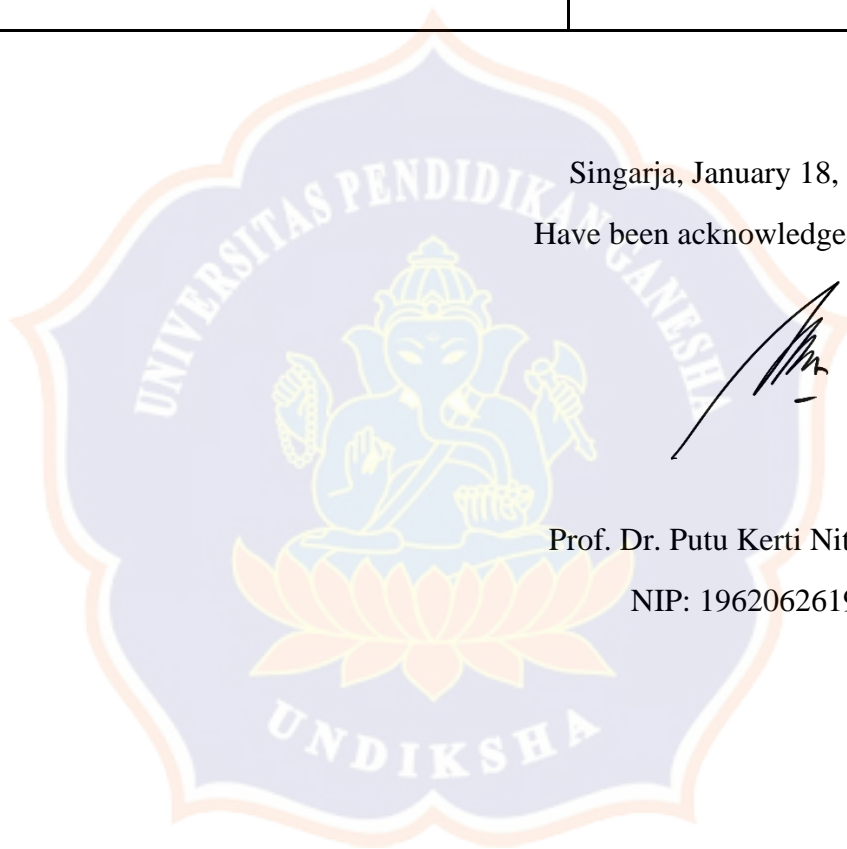 UNIVERSITAS PENDIDIKAN GANESHA
Singarja, January 18,
Have been acknowledge
Prof. Dr. Putu Kerti Nit
NIP: 1962062619
UNDIKSHA